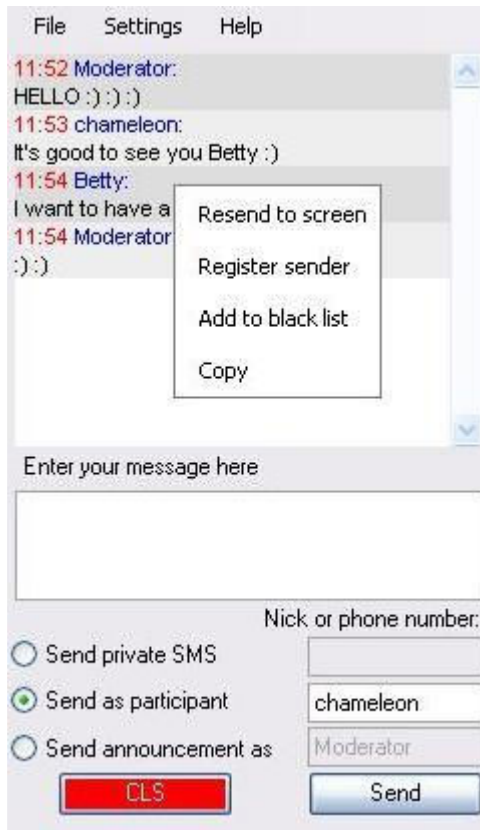 File Settings Help
11:52 Moderator:
HELLO :) :) :)
11:53 chameleon:
It's good to see you Betty :)
11:54 Betty:
I want to have a
11:54 Moderator
:) :)
Resend to screen
Register sender
Add to black list
Copy
Enter your message here
Nick or phone number:
Send private SMS
Send as participant
chameleon
Send announcement as
Moderator
CLS
Send